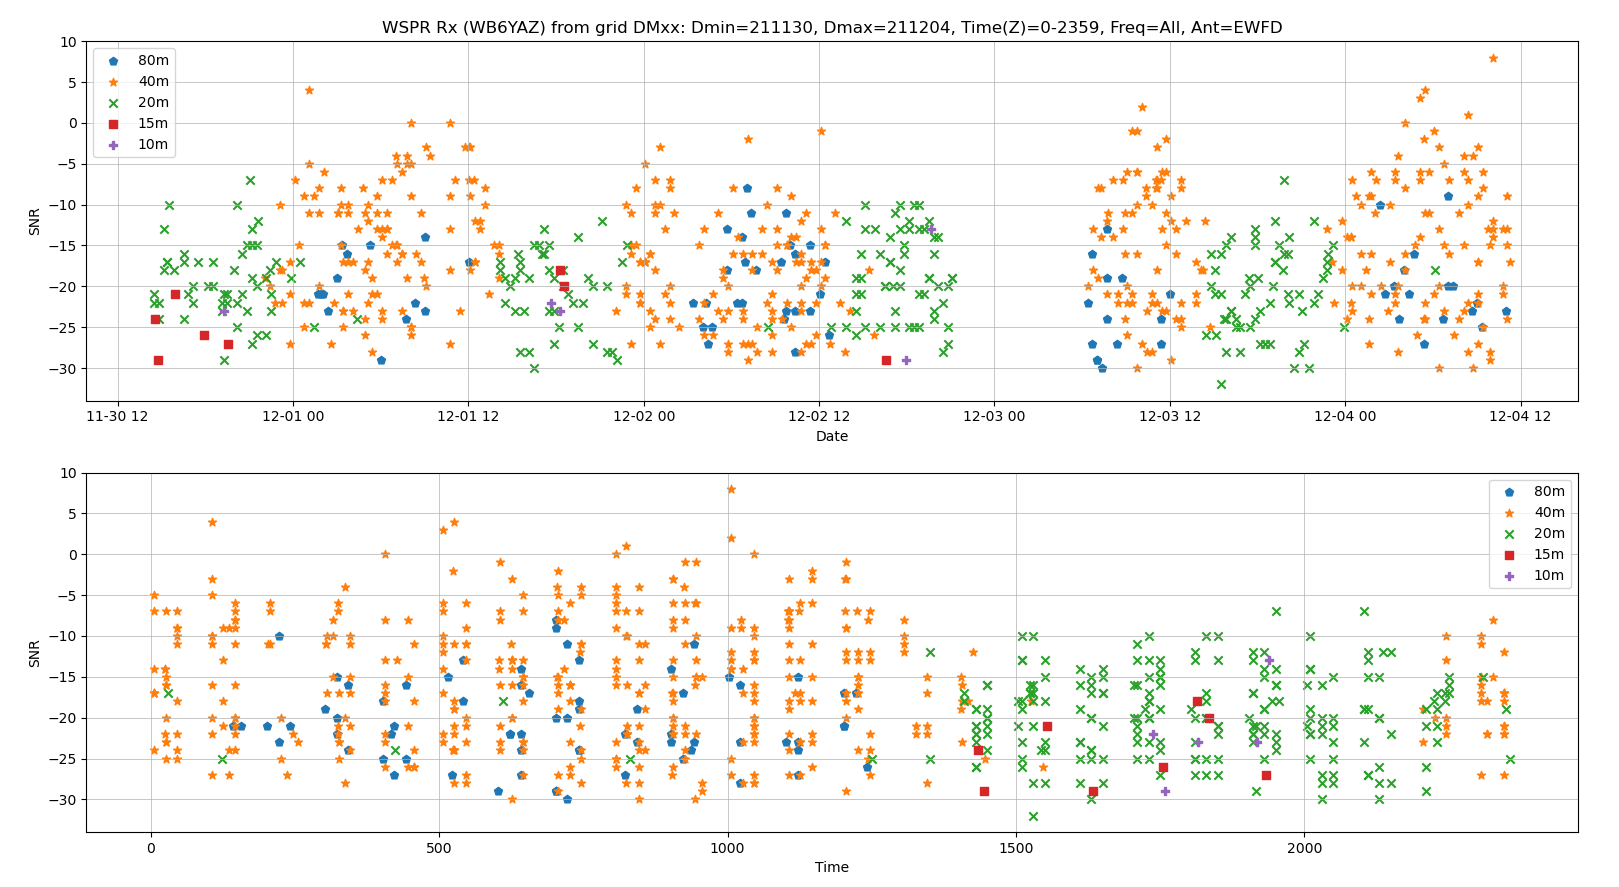 WSPR Rx (WB6YAZ) from grid DMxx: Dmin=211130, Dmax=211204, Time(Z)=0-2359, Freq=All, Ant=EWFD
10
5
0
−5
−10
−15
−20
−25
−30
SNR
80m
40m
20m
15m
10m
11-30 12
12-01 00
12-01 12
12-02 00
12-02 12
12-03 00
12-03 12
12-04 00
12-04 12
Date
10
5
0
−5
−10
−15
−20
−25
−30
SNR
80m
40m
20m
15m
10m
0
500
1000
1500
2000
Time